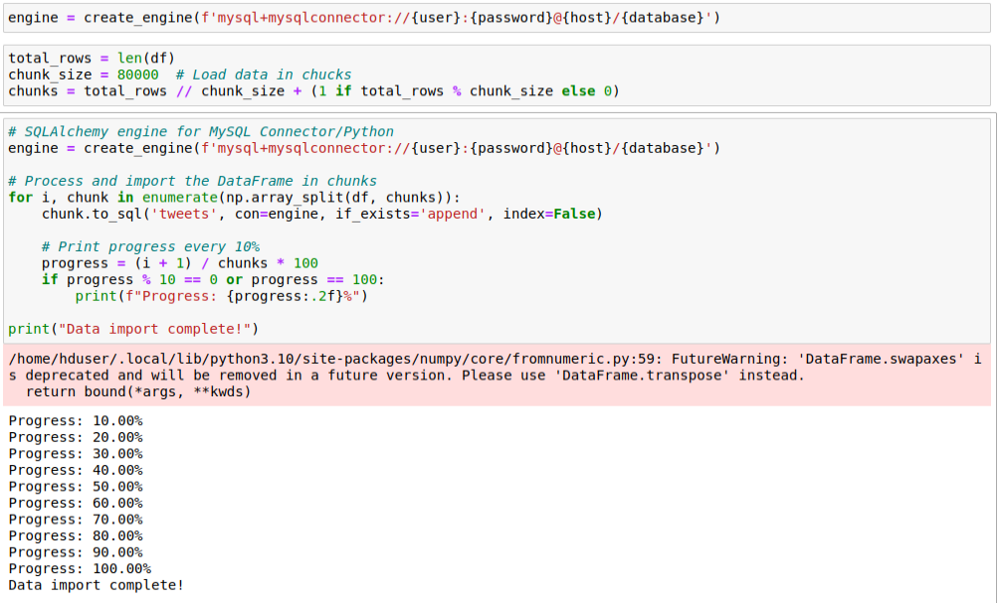 engine = create_engine(f'mysql+mysqlconnector://{user}:{password}@{host}/{database}')
total_rows = len(df)
chunk_size = 80000  # Load data in chucks
chunks = total_rows // chunk_size + (1 if total_rows % chunk_size else 0)
# SQLAlchemy engine for MySQL Connector/Python
engine = create_engine(f'mysql+mysqlconnector://{user}:{password}@{host}/{database}')
# Process and import the DataFrame in chunks
for i, chunk in enumerate(np.array_split(df, chunks)):
    chunk.to_sql('tweets', con=engine, if_exists='append', index=False)
    # Print progress every 10%
    progress = (i + 1) / chunks * 100
    if progress % 10 == 0 or progress == 100:
        print(f"Progress: {progress:.2f}%")
print("Data import complete!")
/home/hduser/.local/lib/python3.10/site-packages/numpy/core/fromnumeric.py:59: FutureWarning: 'DataFrame.swapaxes' i
s deprecated and will be removed in a future version. Please use 'DataFrame.transpose' instead.
  return bound(*args, **kwds)
Progress: 10.00%
Progress: 20.00%
Progress: 30.00%
Progress: 40.00%
Progress: 50.00%
Progress: 60.00%
Progress: 70.00%
Progress: 80.00%
Progress: 90.00%
Progress: 100.00%
Data import complete!